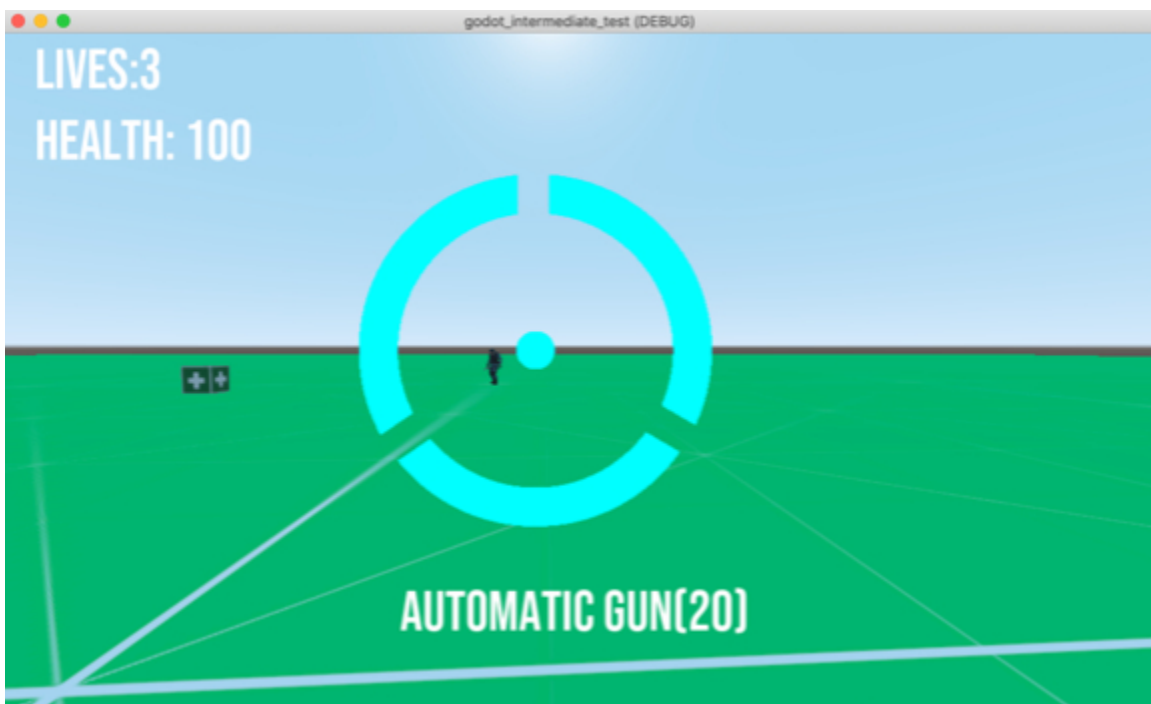 godot_intermediate_test (DEBUG)
LIVES:3
HEALTH: 100
AUTOMATIC GUN(20)